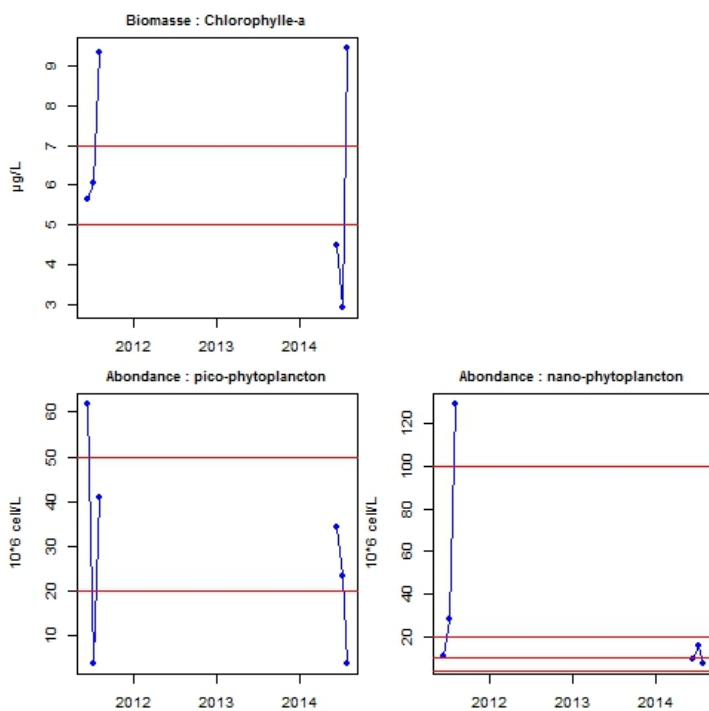 Biomasse : Chlorophylle-a
µg/L
9
8
7
6
5
4
3
2012 2013 2014
Abondance : pico-phytoplancton
10*6 cell/L
60
50
40
30
20
10
2012 2013 2014
Abondance : nano-phytoplancton
10*6 cell/L
120
100
80
60
40
20
2012 2013 2014